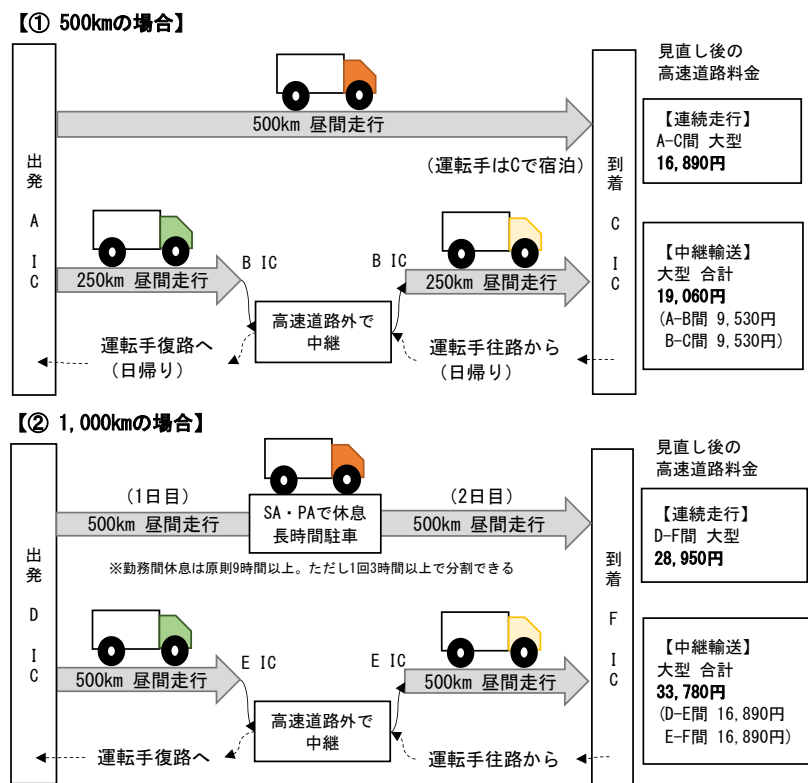 【① 500kmの場合】
見直し後の
高速道路料金
500km 昼間走行
(運転手はCで宿泊)
出発 A IC
到着 C IC
【連続走行】
A-C間 大型
16,890円
250km 昼間走行
B IC
高速道路外で
中継
B IC
250km 昼間走行
運転手復路へ
(日帰り)
運転手往路から
(日帰り)
【中継輸送】
大型 合計
19,060円
(A-B間 9,530円
B-C間 9,530円)
【② 1,000kmの場合】
見直し後の
高速道路料金
(1日目)
500km 昼間走行
SA・PAで休息
長時間駐車
(2日目)
500km 昼間走行
※勤務間休息は原則9時間以上。ただし1回3時間以上で分割できる
出発 D IC
到着 F IC
【連続走行】
D-F間 大型
28,950円
500km 昼間走行
E IC
高速道路外で
中継
E IC
500km 昼間走行
運転手復路へ
運転手往路から
【中継輸送】
大型 合計
33,780円
(D-E間 16,890円
E-F間 16,890円)